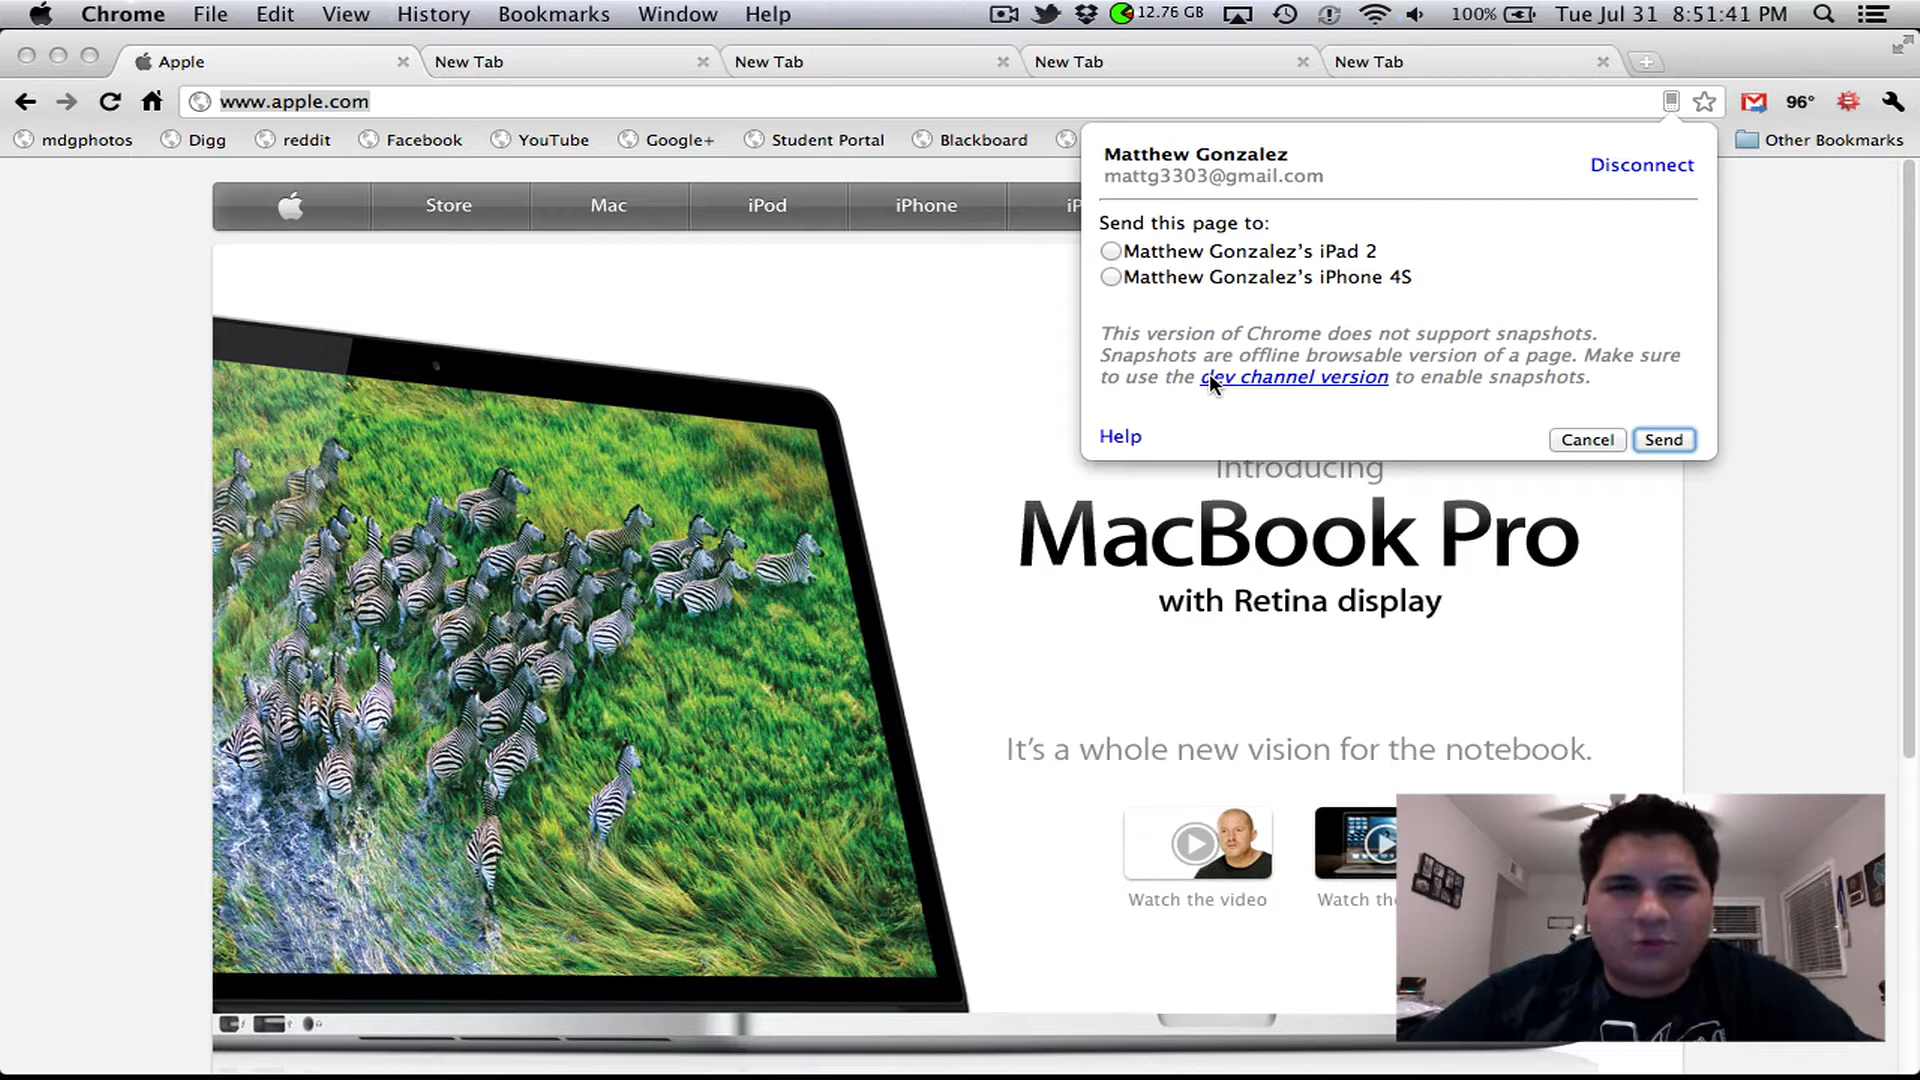 Chrome File Edit View History Bookmarks Window Help 12.76 GB 100% Tue Jul 31 8:51:41 PM
Apple New Tab New Tab New Tab New Tab
www.apple.com 96°
mdgphotos Digg reddit Facebook YouTube Google+ Student Portal Blackboard Other Bookmarks
Matthew Gonzalez
mattg3303@gmail.com
Disconnect
Store Mac iPod iPhone iP
Send this page to:
Matthew Gonzalez's iPad 2
Matthew Gonzalez's iPhone 4S
This version of Chrome does not support snapshots.
Snapshots are offline browsable version of a page. Make sure
to use the dev channel version to enable snapshots.
Help Cancel Send
Introducing
MacBook Pro
with Retina display
It's a whole new vision for the notebook.
Watch the video Watch the